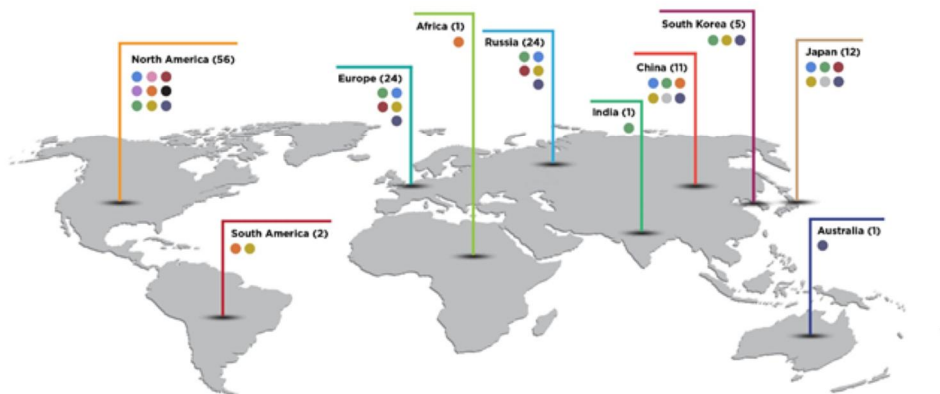 North America (56)
Europe (24)
Africa (1)
Russia (24)
India (1)
China (11)
South Korea (5)
Japan (12)
South America (2)
Australia (1)